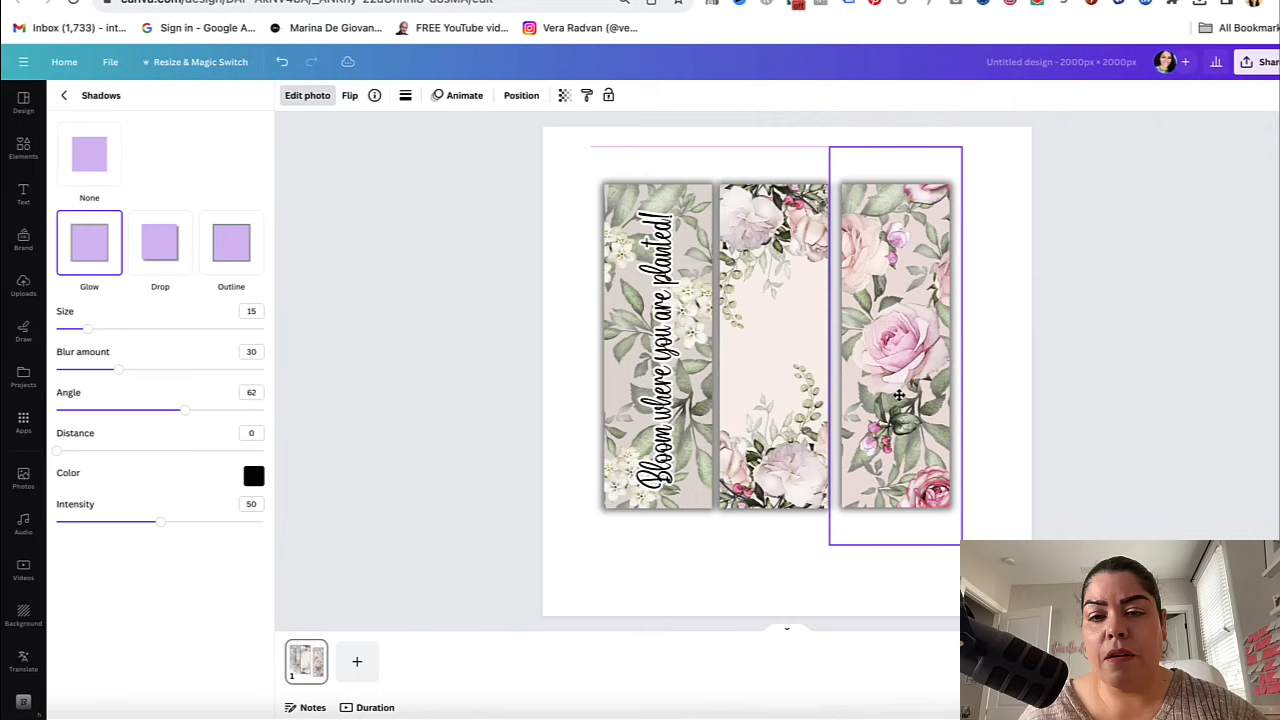 Inbox (1,733) - int...
Sign in - Google A...
Marina De Giovan...
FREE YouTube vid...
Vera Radvan (@ve...
All Bookmar
Home
File
Resize & Magic Switch
Untitled design - 2000px × 2000px
Shar
Design
Elements
Text
Brand
Uploads
Draw
Projects
Apps
Photos
Audio
Videos
Background
Translate
Shadows
None
Glow
Drop
Outline
Size
15
Blur amount
30
Angle
62
Distance
0
Color
Intensity
50
Edit photo
Flip
Animate
Position
Bloom where you are planted!
1
Notes
Duration